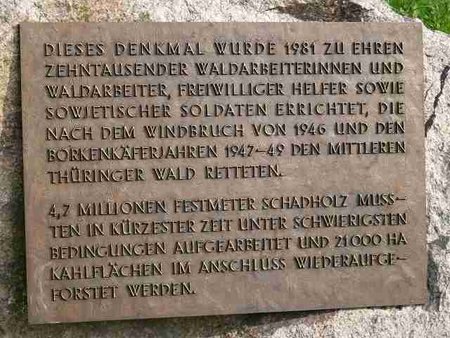 DIESES DENKMAL WURDE 1981 ZU EHREN
ZEHNTAUSENDER WALDARBEITERINNEN UND
WALDARBEITER, FREIWILLIGER HELFER SOWIE
SOWJETISCHER SOLDATEN ERRICHTET, DIE
NACH DEM WINDBRUCH VON 1946 UND DEN
BORKENKÄFERJAHREN 1947–49 DEN MITTLEREN
THÜRINGER WALD RETTETEN.
4,7 MILLIONEN FESTMETER SCHADHOLZ MUSS-
TEN IN KÜRZESTER ZEIT UNTER SCHWIERIGSTEN
BEDINGUNGEN AUFGEARBEITET UND 21000 HA
KAHLFLÄCHEN IM ANSCHLUSS WIEDERAUFGE-
FORSTET WERDEN.